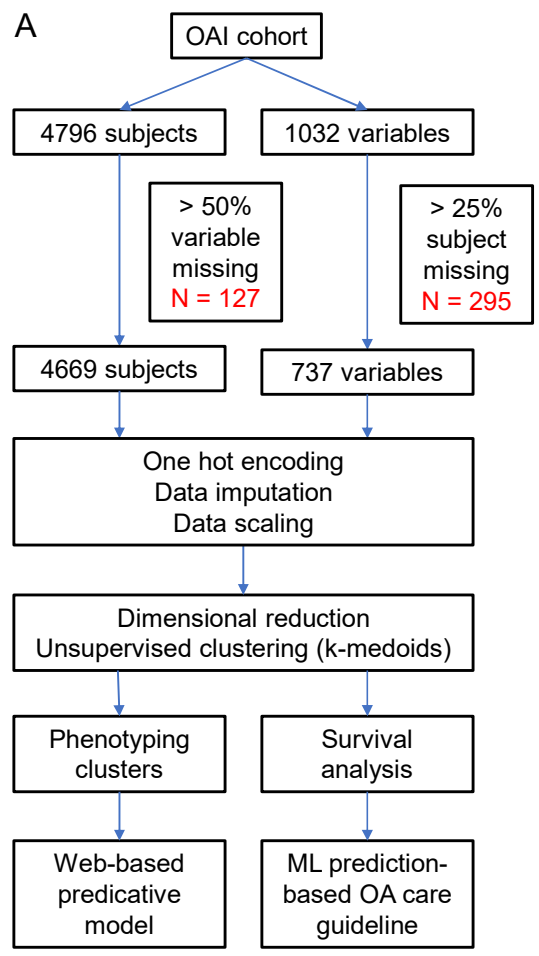 A
OAI cohort
4796 subjects
1032 variables
> 50%
variable
missing
N = 127
> 25%
subject
missing
N = 295
4669 subjects
737 variables
One hot encoding
Data imputation
Data scaling
Dimensional reduction
Unsupervised clustering (k-medoids)
Phenotyping
clusters
Survival
analysis
Web-based
predicative
model
ML prediction-
based OA care
guideline